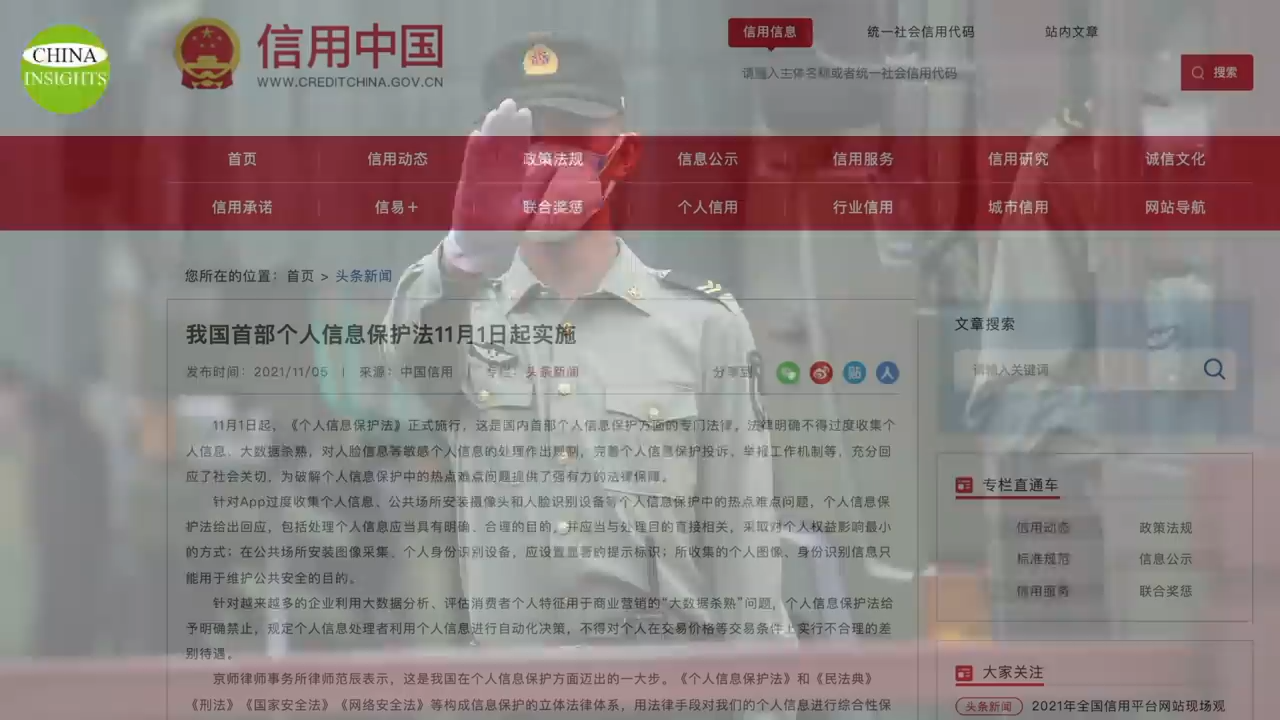 CHINA
INSIGHTS
信用中国
WWW.CREDITCHINA.GOV.CN
信用信息
统一社会信用代码
站内文章
请输入主体名称或者统一社会信用代码
搜索
首页
信用动态
政策法规
信息公示
信用服务
信用研究
诚信文化
信用承诺
信易+
联合奖惩
个人信用
行业信用
城市信用
网站导航
您所在的位置：首页 > 头条新闻
我国首部个人信息保护法11月1日起实施
发布时间：2021/11/05 | 来源：中国信用 | 专栏：头条新闻
分享到
贴
人
11月1日起，《个人信息保护法》正式施行，这是国内首部个人信息保护方面的专门法律。法律明确不得过度收集个
人信息、大数据杀熟，对人脸信息等敏感个人信息的处理作出规制，完善个人信息保护投诉、举报工作机制等，充分回
应了社会关切，为破解个人信息保护中的热点难点问题提供了强有力的法律保障。
针对App过度收集个人信息、公共场所安装摄像头和人脸识别设备等个人信息保护中的热点难点问题，个人信息保
护法给出回应，包括处理个人信息应当具有明确、合理的目的，并应当与处理目的直接相关，采取对个人权益影响最小
的方式；在公共场所安装图像采集、个人身份识别设备，应设置显著的提示标识；所收集的个人图像、身份识别信息只
能用于维护公共安全的目的。
针对越来越多的企业利用大数据分析、评估消费者个人特征用于商业营销的“大数据杀熟”问题，个人信息保护法给
予明确禁止，规定个人信息处理者利用个人信息进行自动化决策，不得对个人在交易价格等交易条件上实行不合理的差
别待遇。
京师律师事务所律师范辰表示，这是我国在个人信息保护方面迈出的一大步。《个人信息保护法》和《民法典》
《刑法》《国家安全法》《网络安全法》等构成信息保护的立体法律体系，用法律手段对我们的个人信息进行综合性保
文章搜索
请输入关键词
专栏直通车
信用动态
政策法规
标准规范
信息公示
信用服务
联合奖惩
大家关注
头条新闻
2021年全国信用平台网站现场观